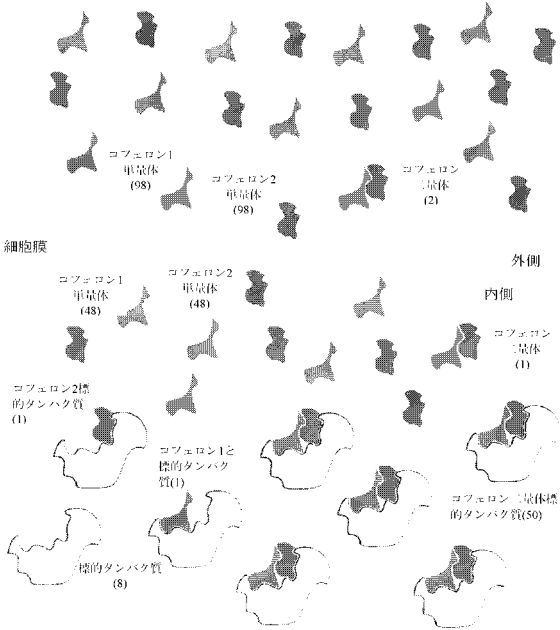 コフェロン1
単量体
(98)
コフェロン2
単量体
(98)
コフェロン
二量体
(2)
細胞膜
外側
内側
コフェロン1
単量体
(48)
コフェロン2
単量体
(48)
コフェロン
二量体
(1)
コフェロン2標
的タンパク質
(1)
コフェロン1と
標的タンパク
質(1)
コフェロン二量体標
的タンパク質(50)
標的タンパク質
(8)